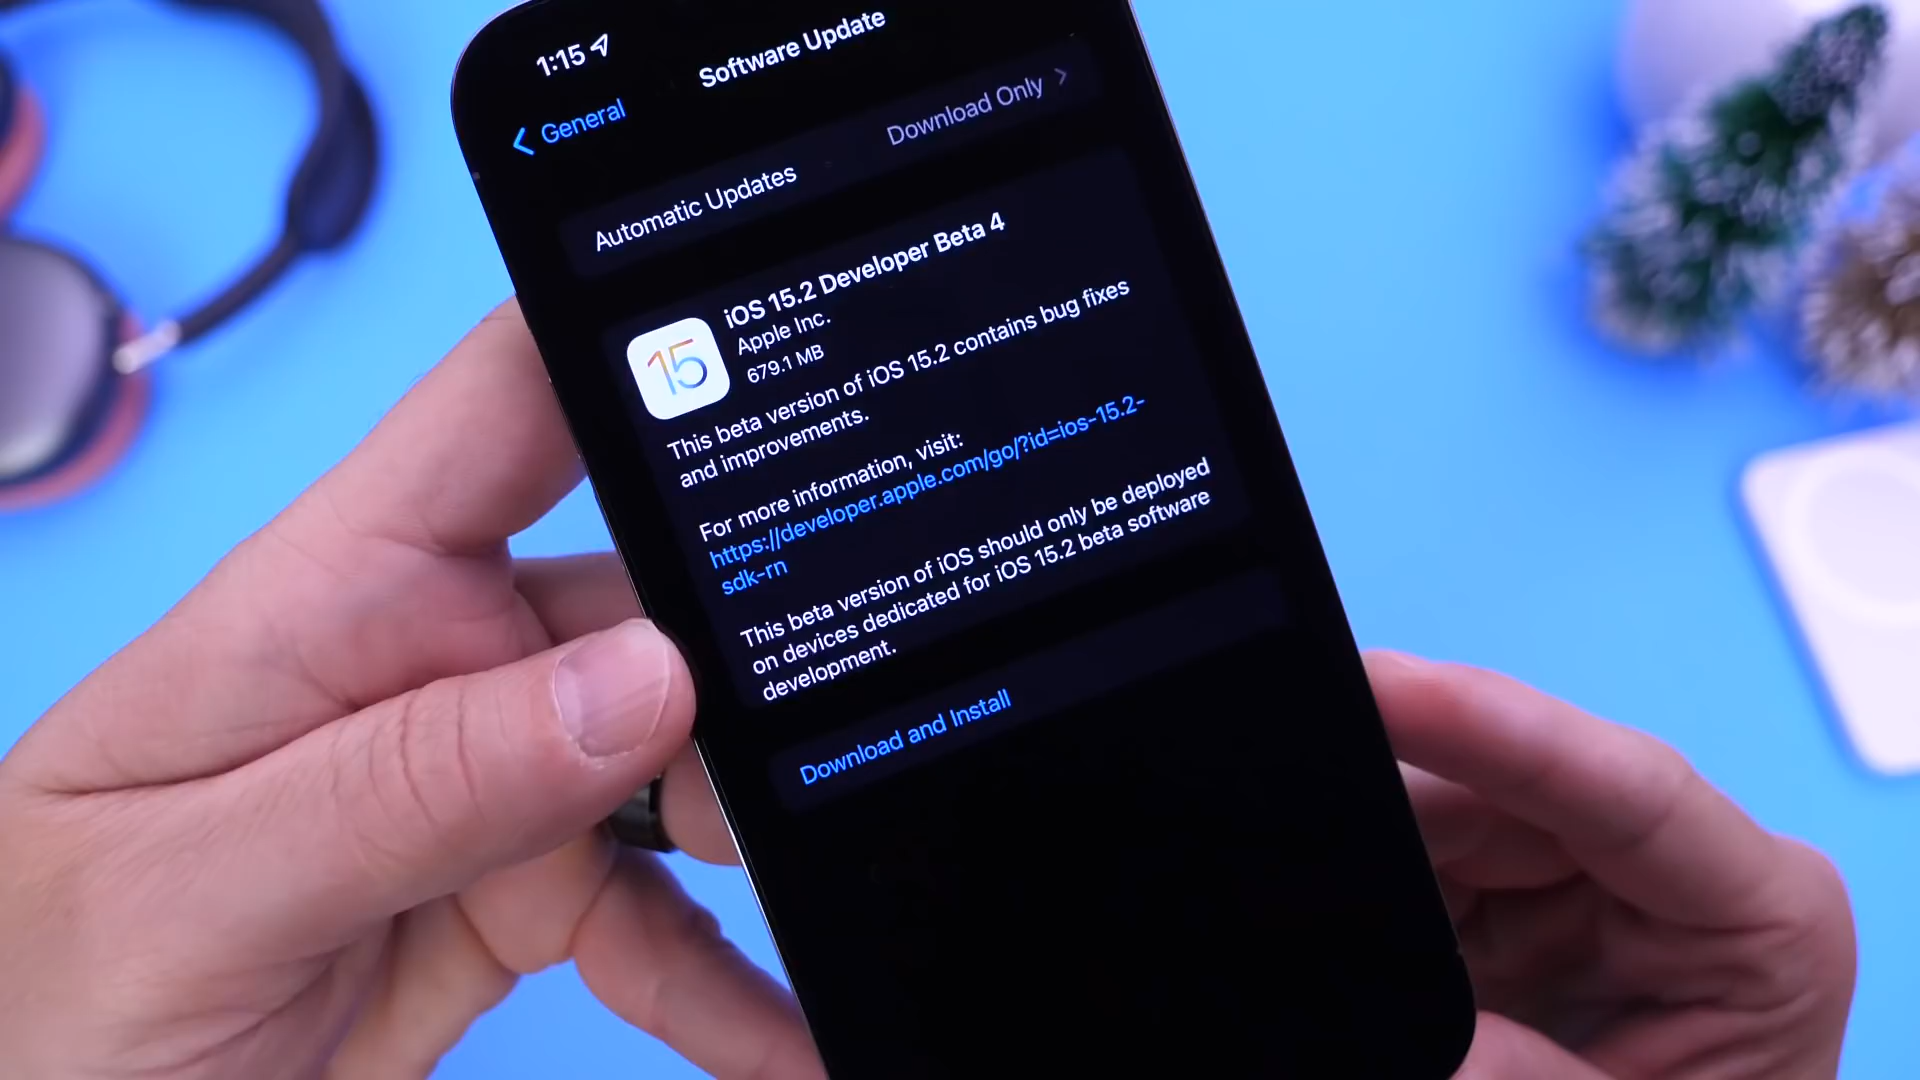 1:15
Software Update
General
Automatic Updates
Download Only
15
iOS 15.2 Developer Beta 4
Apple Inc.
679.1 MB
This beta version of iOS 15.2 contains bug fixes
and improvements.
For more information, visit:
https://developer.apple.com/go/?id=ios-15.2-
sdk-rn
This beta version of iOS should only be deployed
on devices dedicated for iOS 15.2 beta software
development.
Download and Install